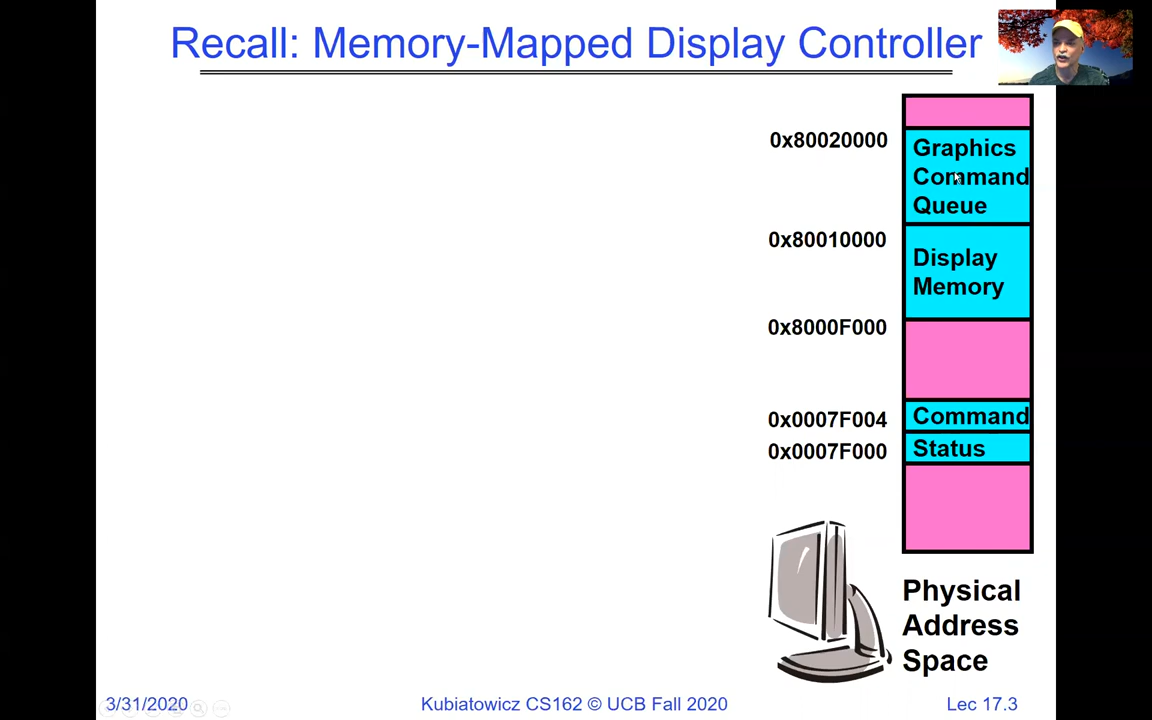 Recall: Memory-Mapped Display Controller
0x80020000
Graphics
Command
Queue
0x80010000
Display
Memory
0x8000F000
0x0007F004
Command
0x0007F000
Status
Physical
Address
Space
3/31/2020
Kubiatowicz CS162 © UCB Fall 2020
Lec 17.3